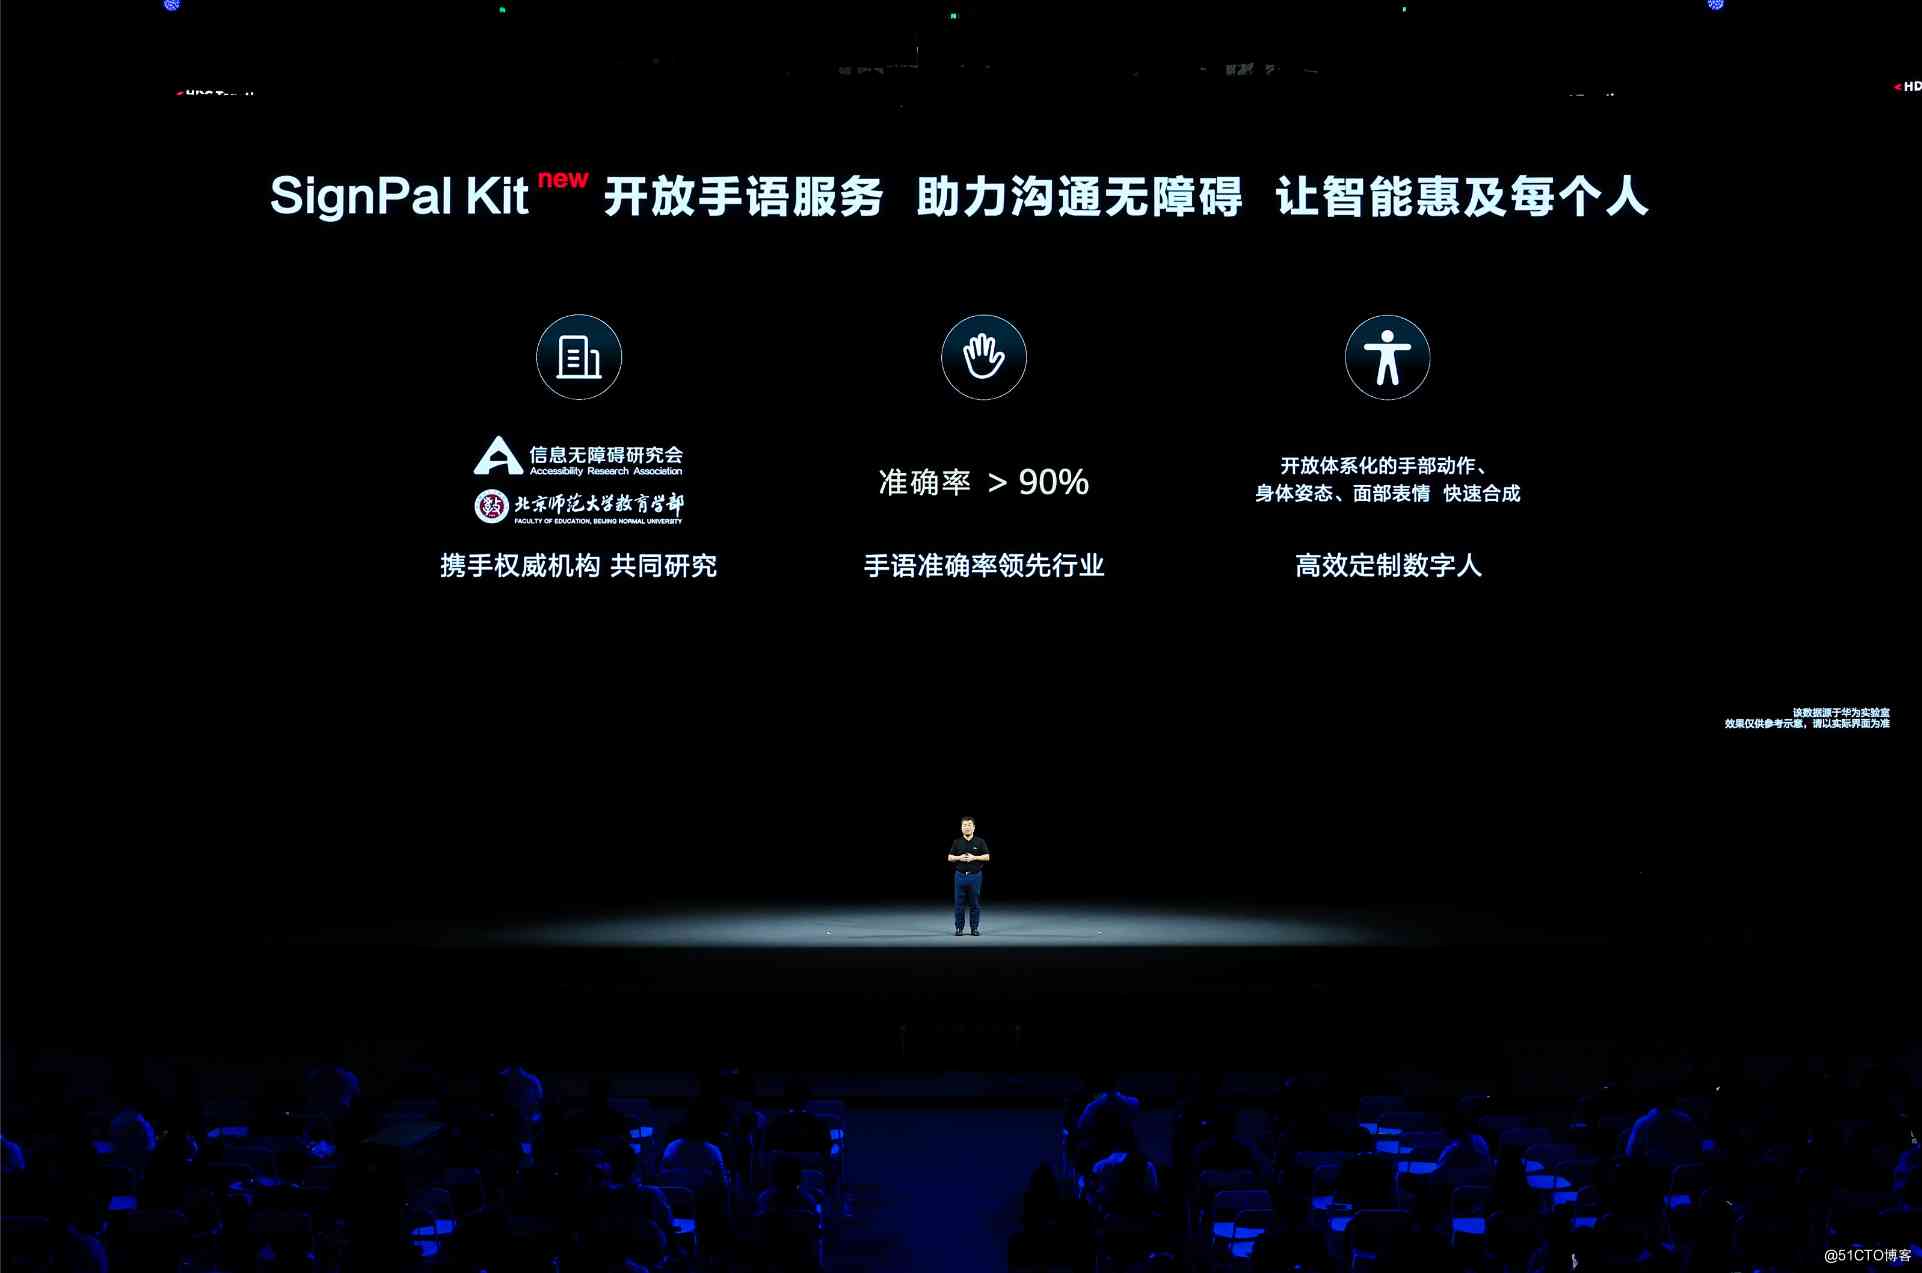 HDC Together
HD
SignPal Kit new 开放手语服务 助力沟通无障碍 让智能惠及每个人
信息无障碍研究会
Accessibility Research Association
北京师范大学教育学部
FACULTY OF EDUCATION, BEIJING NORMAL UNIVERSITY
携手权威机构 共同研究
准确率 > 90%
手语准确率领先行业
开放体系化的手部动作、
身体姿态、面部表情 快速合成
高效定制数字人
该数据源于华为实验室
效果仅供参考示意，请以实际界面为准
@51CTO博客